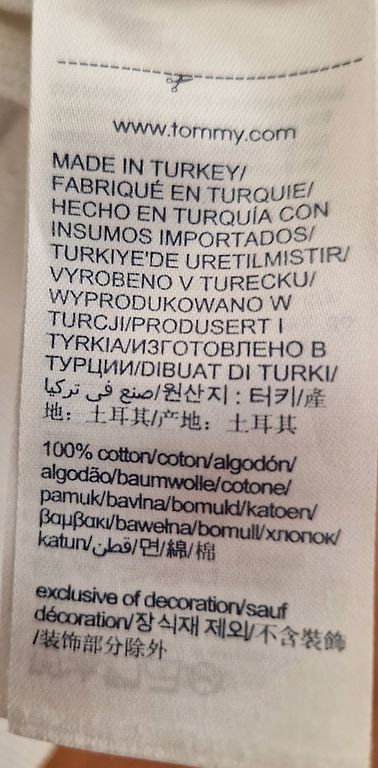 www.tommy.com
MADE IN TURKEY/
FABRIQUÉ EN TURQUIE/
HECHO EN TURQUÍA CON
INSUMOS IMPORTADOS/
TURKIYE'DE URETILMISTIR/
VYROBENO V TURECKU/
WYPRODUKOWANO W
TURCJI/PRODUSERT I
TYRKIA/ИЗГОТОВЛЕНО В
ТУРЦИИ/DIBUAT DI TURKI/
صنع في تركيا/원산지 : 터키/產
地：土耳其/产地：土耳其
100% cotton/coton/algodón/
algodão/baumwolle/cotone/
pamuk/bavlna/bomuld/katoen/
βαμβακι/bawełna/bomull/хлопок/
katun/قطن/면/綿/棉
exclusive of decoration/sauf
décoration/장식재 제외/不含裝飾
/装饰部分除外